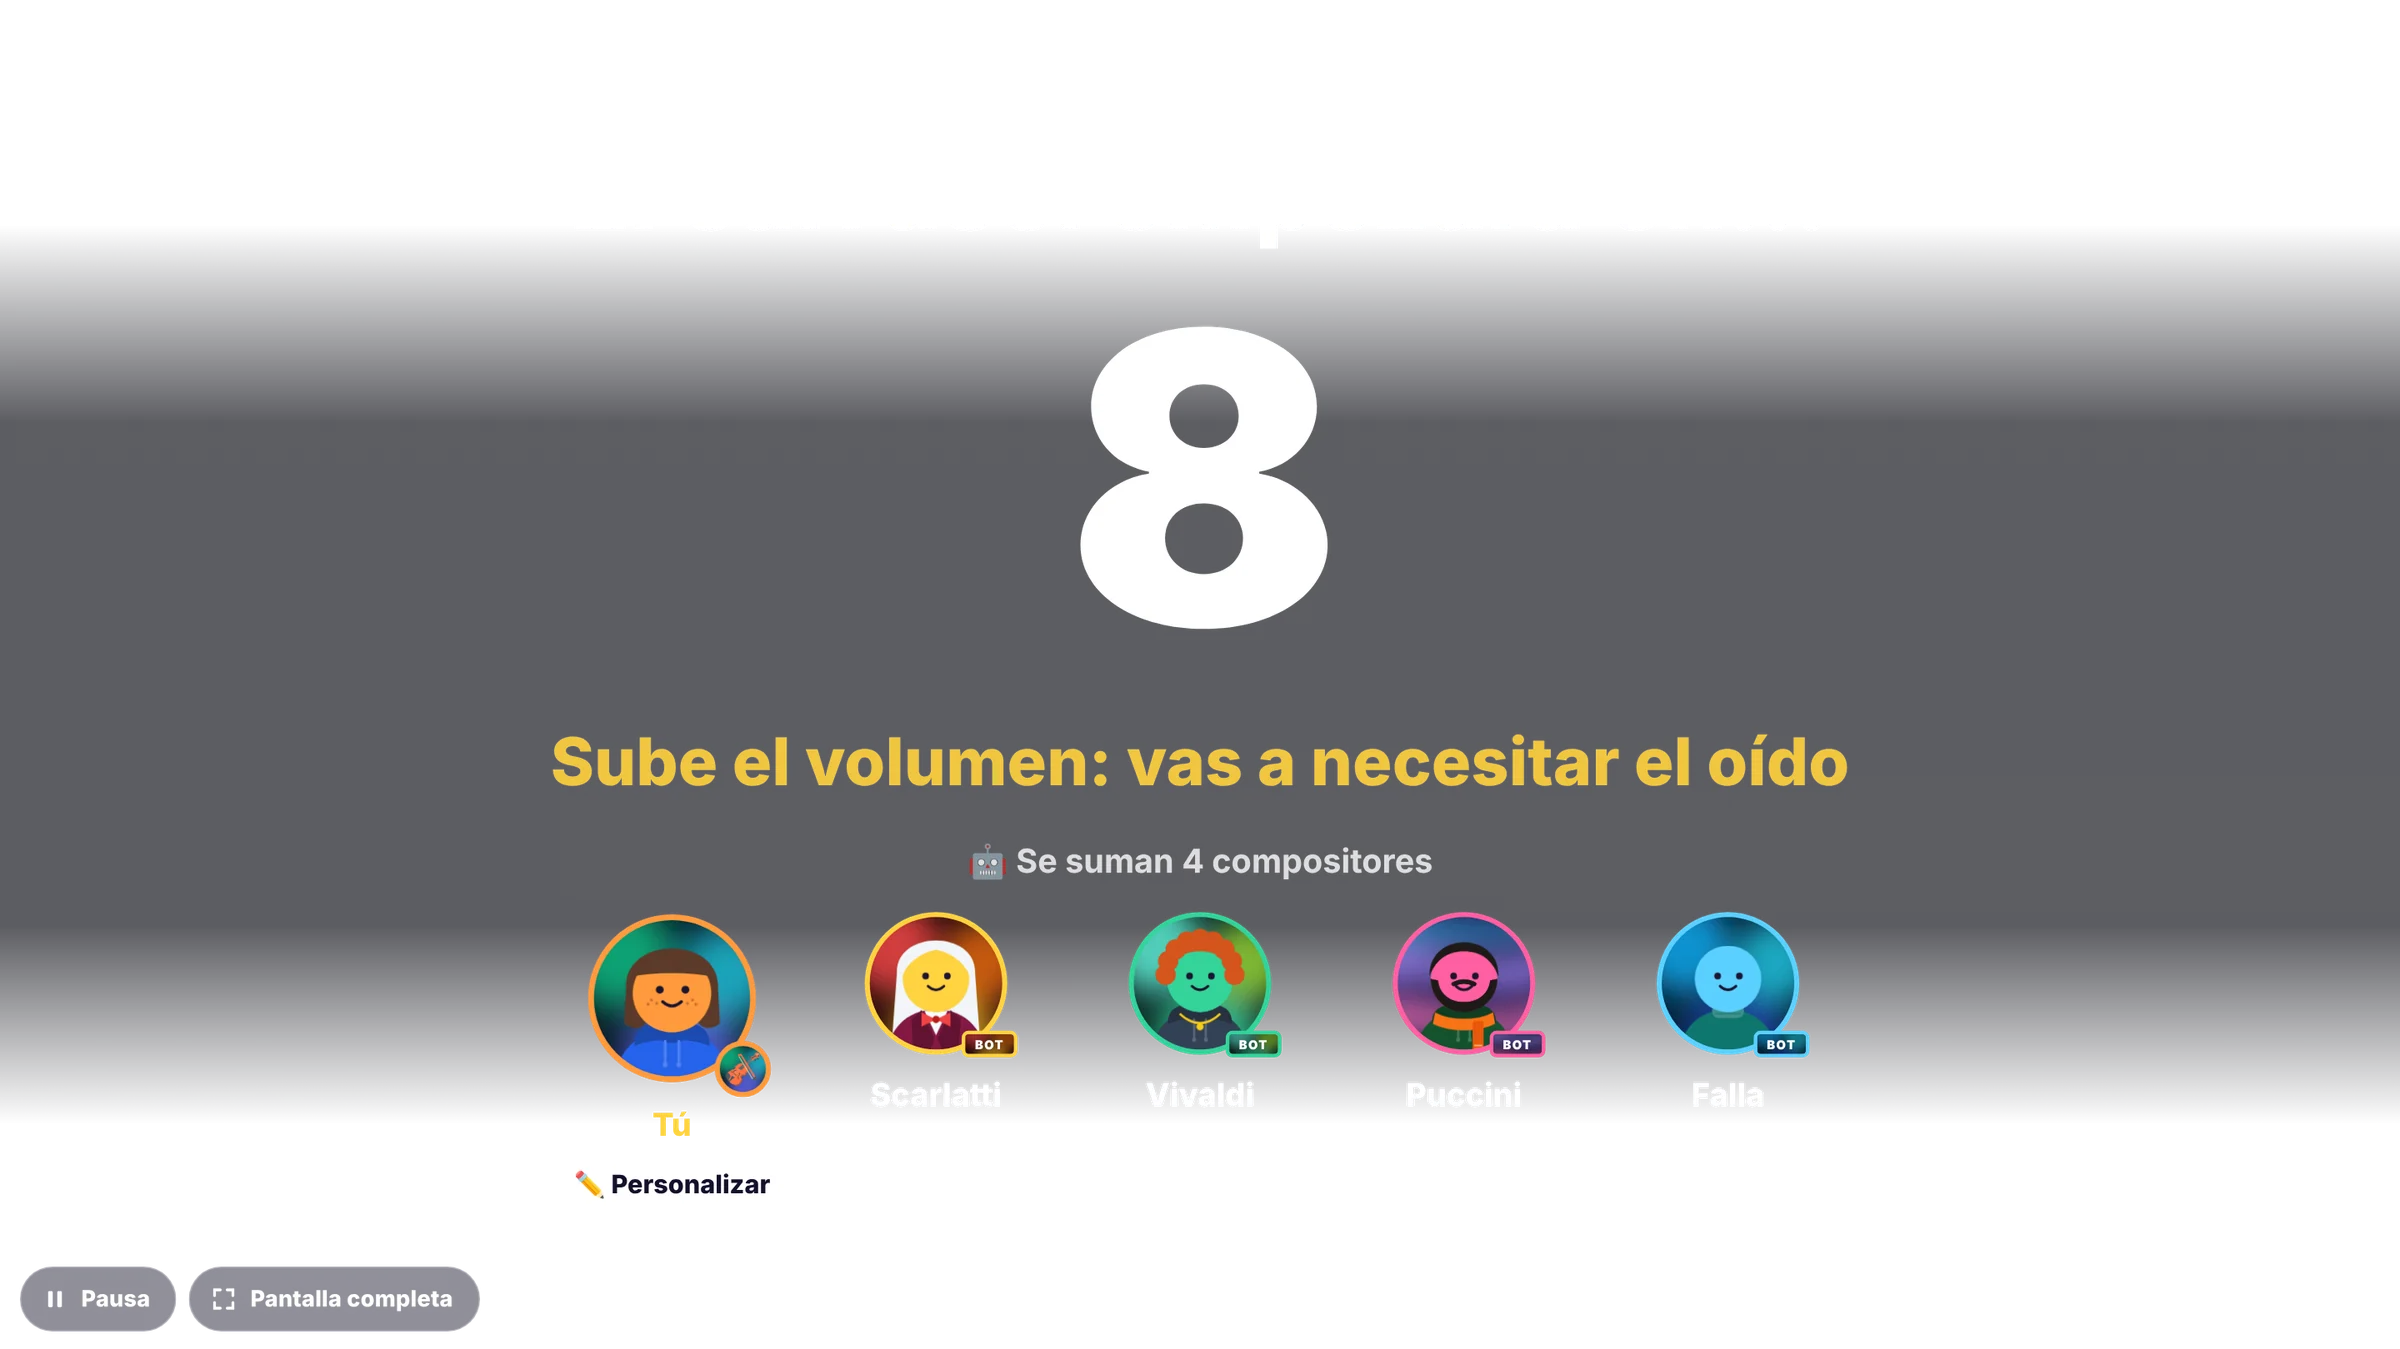 8
Sube el volumen: vas a necesitar el oído
🤖 Se suman 4 compositores
BOT
BOT
BOT
BOT
Scarlatti
Vivaldi
Puccini
Falla
Tú
✏️ Personalizar
Pausa
Pantalla completa